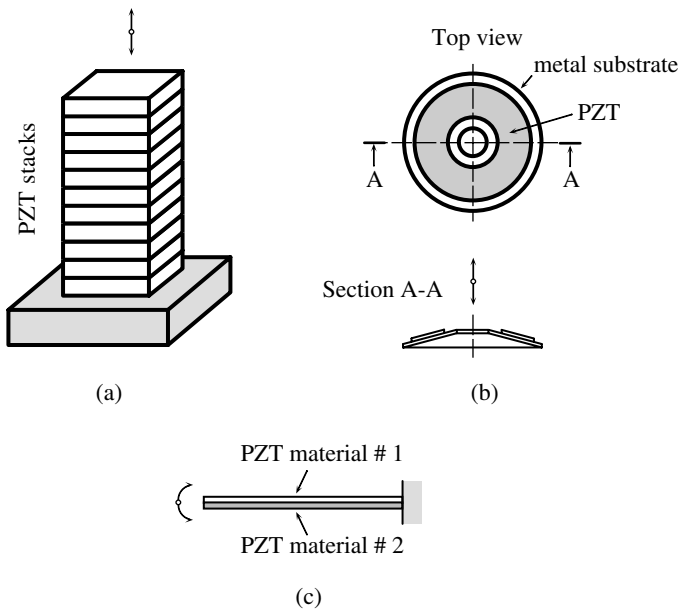 PZT stacks
(a)
Top view
metal substrate
PZT
A
A
Section A-A
(b)
PZT material # 1
PZT material # 2
(c)